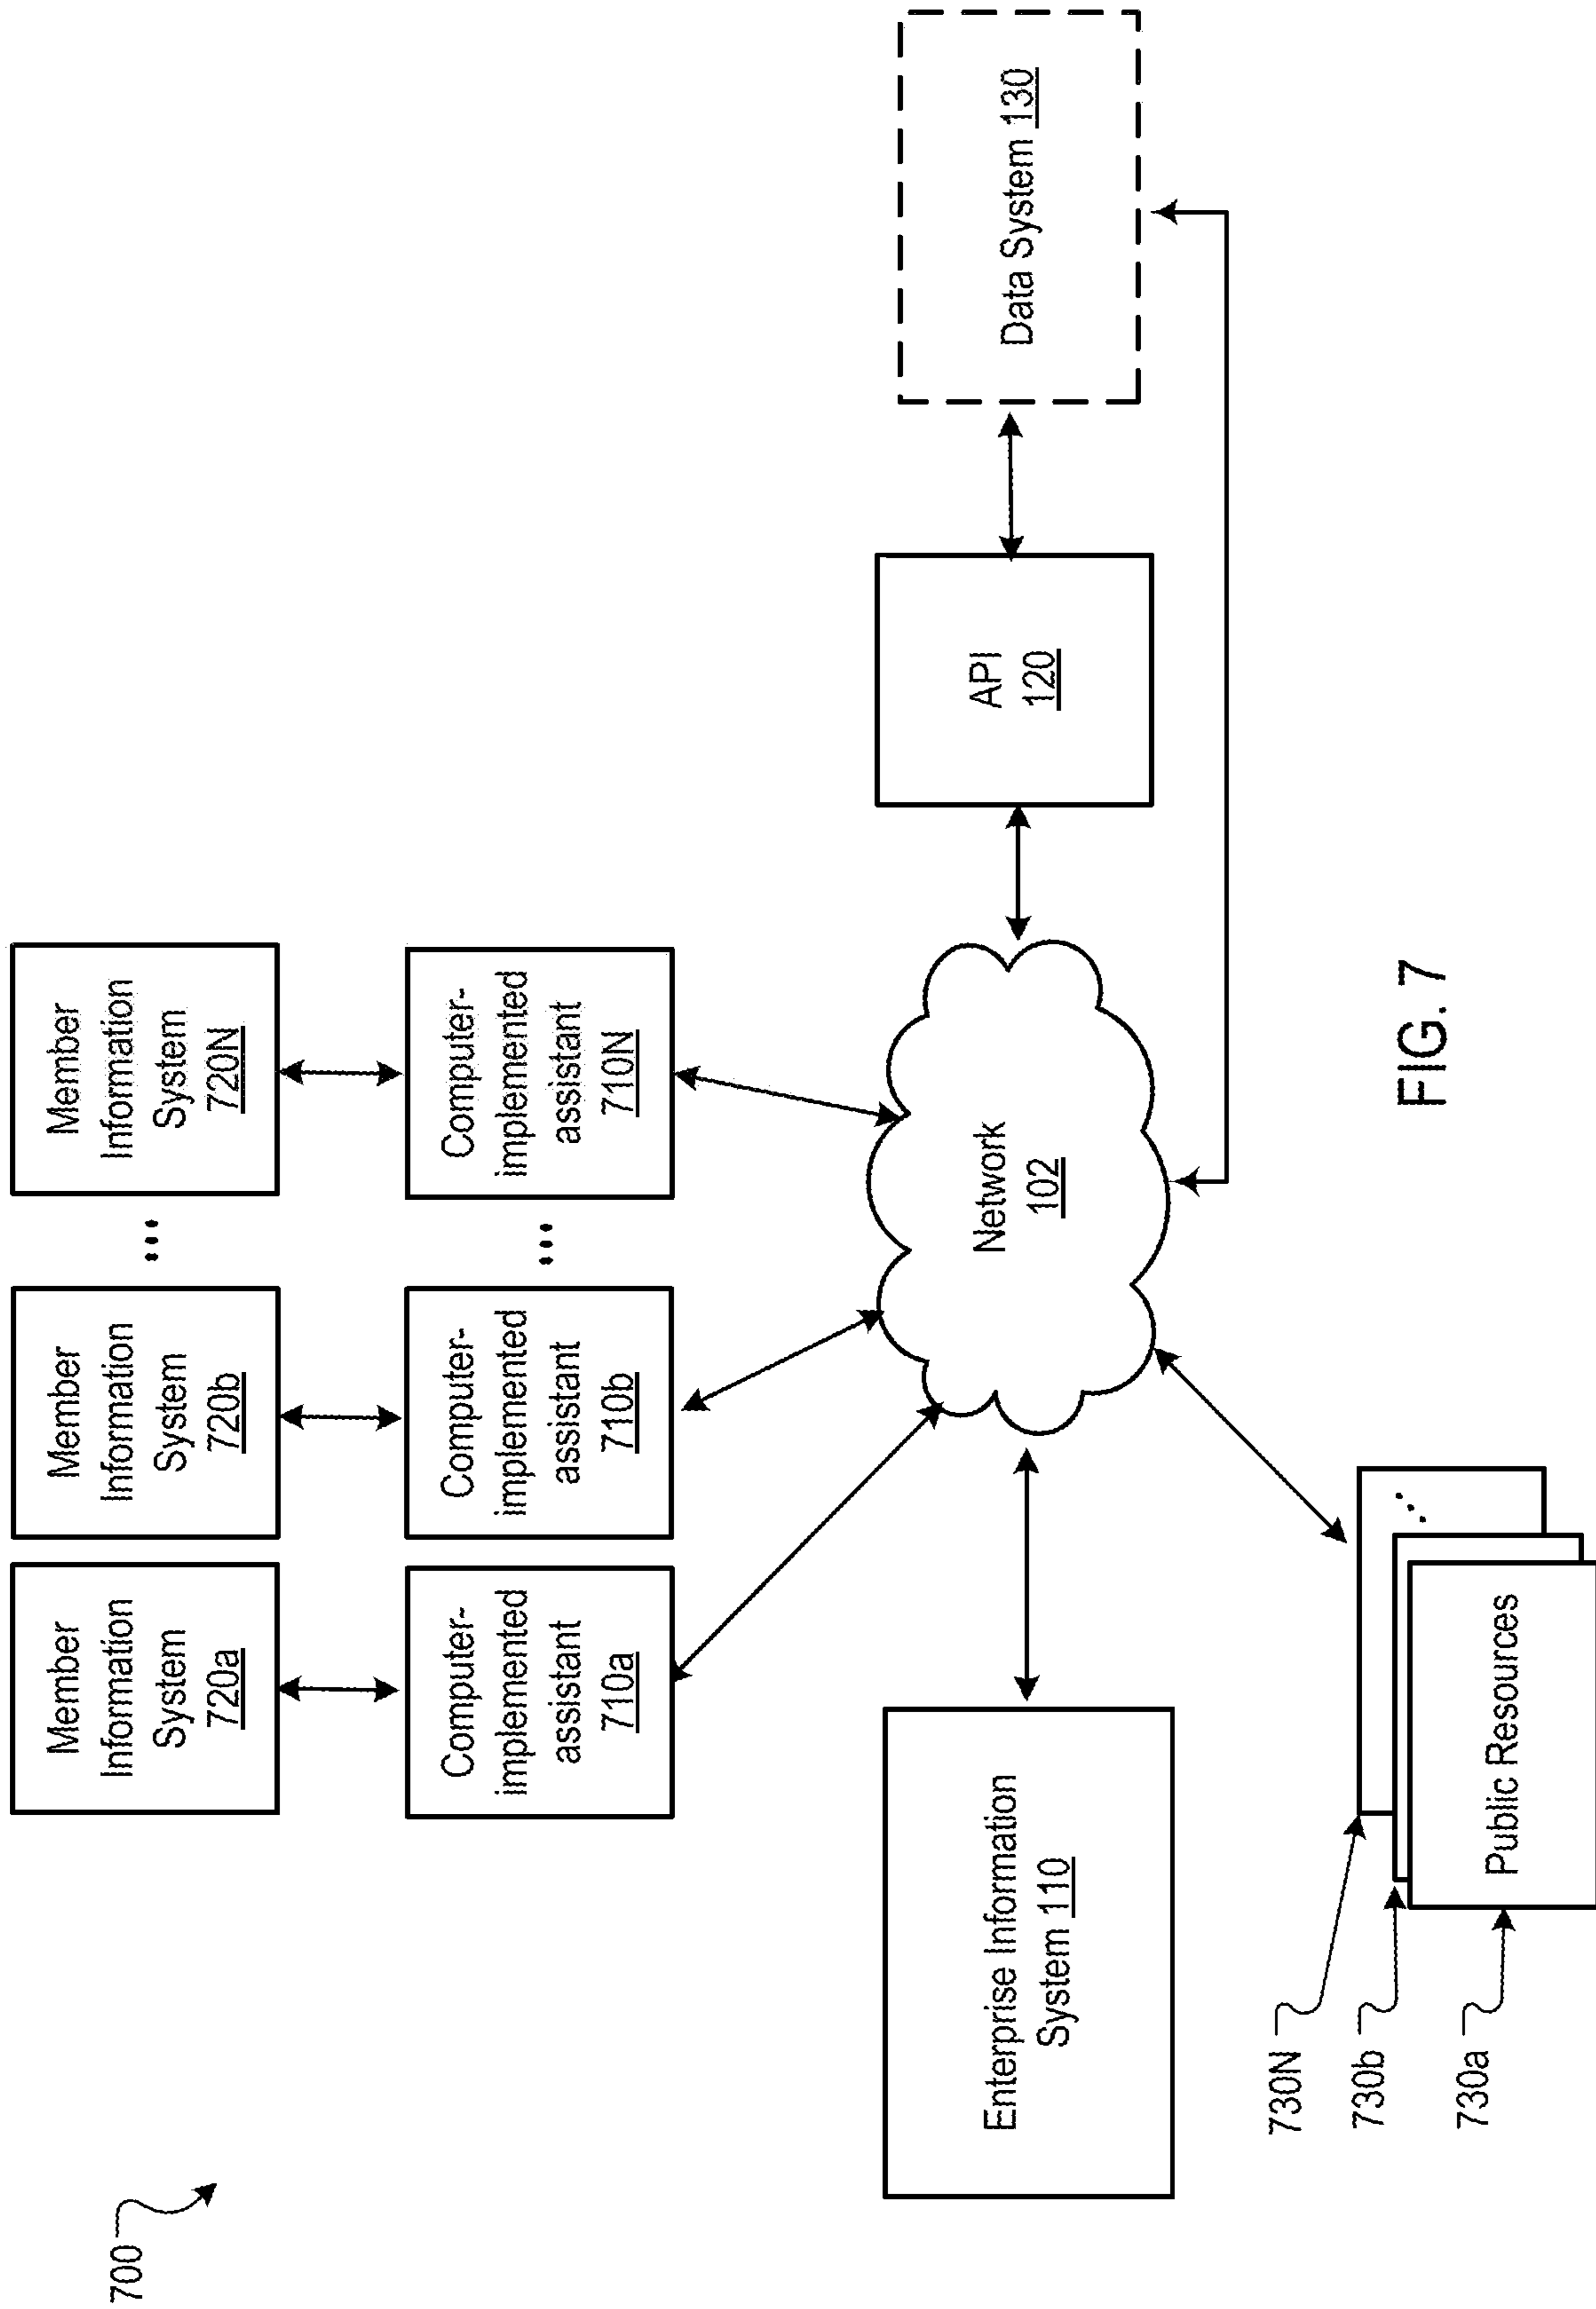 700
Member
Information
System
720a
Member
Information
System
720b
...
Member
Information
System
720N
Computer-
implemented
assistant
710a
Computer-
implemented
assistant
710b
...
Computer-
implemented
assistant
710N
Enterprise Information
System 110
Network
102
API
120
Data System 130
730N
730b
730a
...
Public Resources
FIG. 7